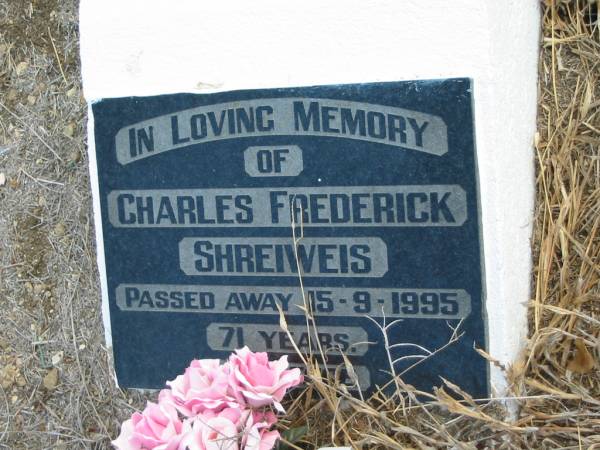 IN LOVING MEMORY
OF
CHARLES FREDERICK
SHREIWEIS
PASSED AWAY 15-9-1995
71 YEARS.